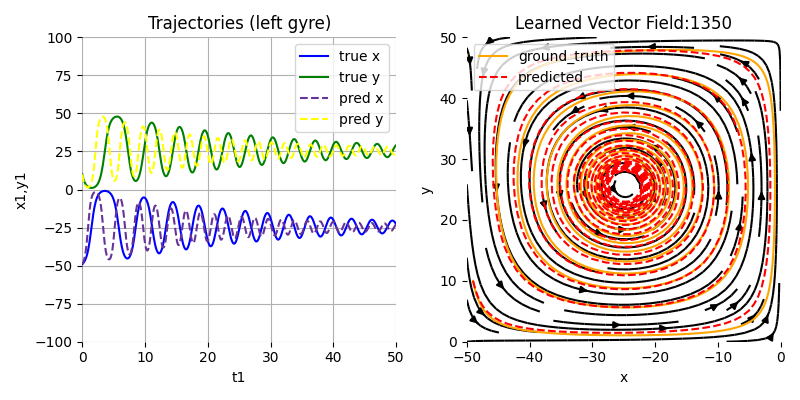 Trajectories (left gyre)
100
75
50
25
0
−25
−50
−75
−100
x1,y1
0
10
20
30
40
50
t1
true x
true y
pred x
pred y
Learned Vector Field:1350
50
40
30
20
10
0
y
−50
−40
−30
−20
−10
0
x
ground_truth
predicted